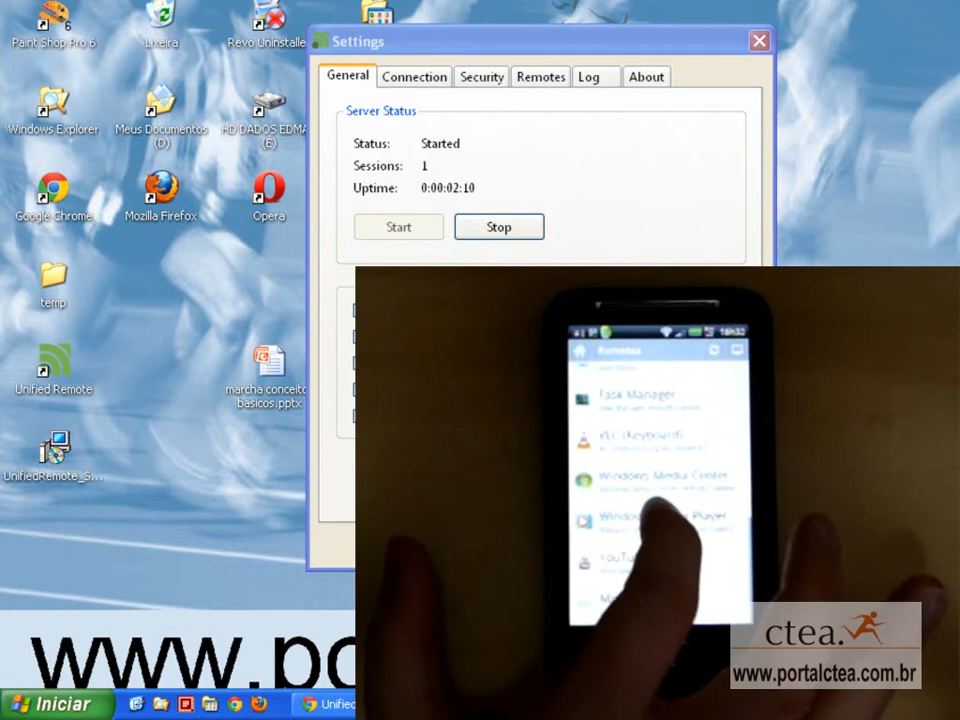 Paint Shop Pro 6
Lixeira
Revo Uninstalle
Windows Explorer
Meus Documentos
(D)
HD DADOS EDMA
(E)
Google Chrome
Mozilla Firefox
Opera
temp
Unified Remote
marcha conceito
basicos.pptx
UnifiedRemote_S...
Settings
General
Connection
Security
Remotes
Log
About
Server Status
Status: Started
Sessions: 1
Uptime: 0:00:02:10
Start
Stop
Remotes
Task Manager
VLC (Keyboard)
Windows Media Center
Player
ctea.
www.portalctea.com.br
www.po
Iniciar
Unifie